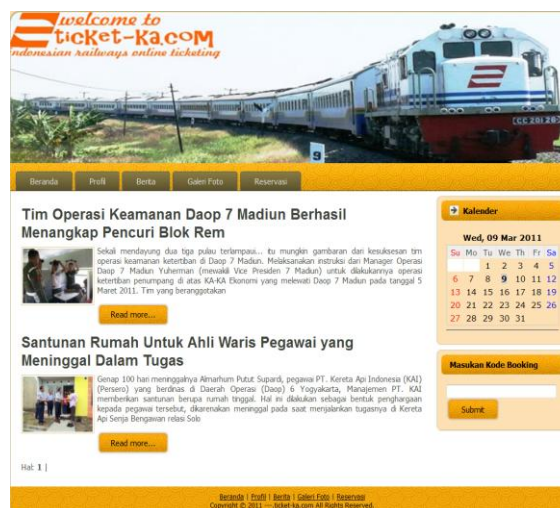 welcome to
eTicket-Ka.coM
Indonesian railways online ticketing
CC 201 26
9
Beranda Profil Berita Galeri Foto Reservasi
Tim Operasi Keamanan Daop 7 Madiun Berhasil
Menangkap Pencuri Blok Rem
Sekali mendayung dua tiga pulau terlampau... itu mungkin gambaran dari kesuksesan tim
operasi keamanan ketertiban di Daop 7 Madiun. Melaksanakan instruksi dari Manager Operasi
Daop 7 Madiun Yuherman (mewakili Vice Presiden 7 Madiun) untuk dilakukannya operasi
ketertiban penumpang di atas KA-KA Ekonomi yang melewati Daop 7 Madiun pada tanggal 5
Maret 2011. Tim yang beranggotakan
Read more...
Santunan Rumah Untuk Ahli Waris Pegawai yang
Meninggal Dalam Tugas
Genap 100 hari meninggalnya Almarhum Putut Supardi, pegawai PT. Kereta Api Indonesia (KAI)
(Persero) yang berdinas di Daerah Operasi (Daop) 6 Yogyakarta, Manajemen PT. KAI
memberikan santunan berupa rumah tinggal. Hal ini dilakukan sebagai bentuk penghargaan
kepada pegawai tersebut, dikarenakan meninggal pada saat menjalankan tugasnya di Kereta
Api Senja Bengawan relasi Solo
Read more...
Hal: 1 |
Kalender
Wed, 09 Mar 2011
Su Mo Tu We Th Fr Sa
1 2 3 4 5
6 7 8 9 10 11 12
13 14 15 16 17 18 19
20 21 22 23 24 25 26
27 28 29 30 31
Masukan Kode Booking
Submit
Beranda | Profil | Berita | Galeri Foto | Reservasi
Copyright © 2011 ---.ticket-ka.com All Rights Reserved.